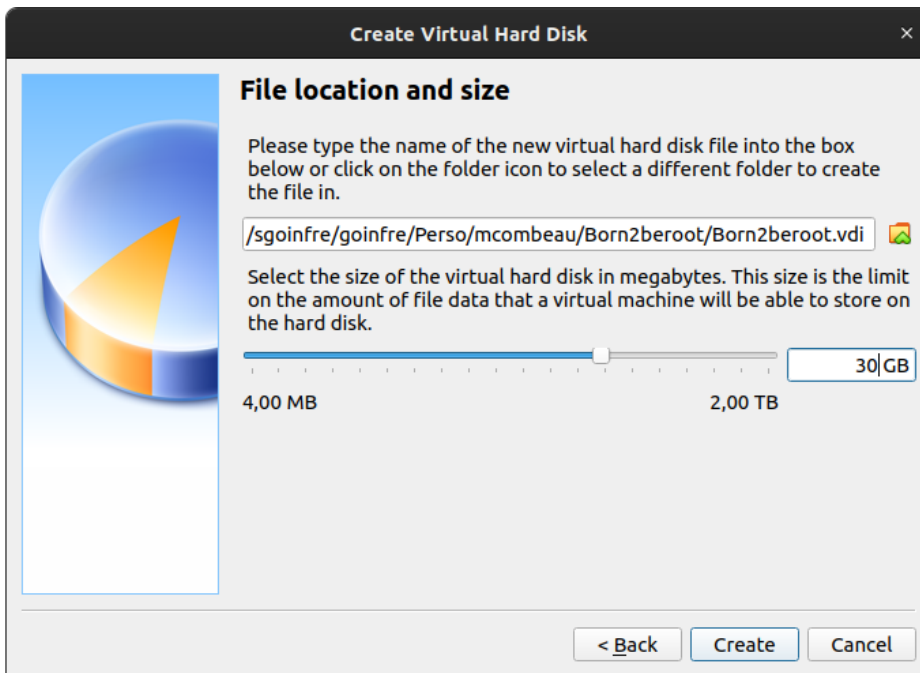 Create Virtual Hard Disk
×
File location and size
Please type the name of the new virtual hard disk file into the box
below or click on the folder icon to select a different folder to create
the file in.
/sgoinfre/goinfre/Perso/mcombeau/Born2beroot/Born2beroot.vdi
Select the size of the virtual hard disk in megabytes. This size is the limit
on the amount of file data that a virtual machine will be able to store on
the hard disk.
30 GB
4,00 MB 2,00 TB
< Back Create Cancel